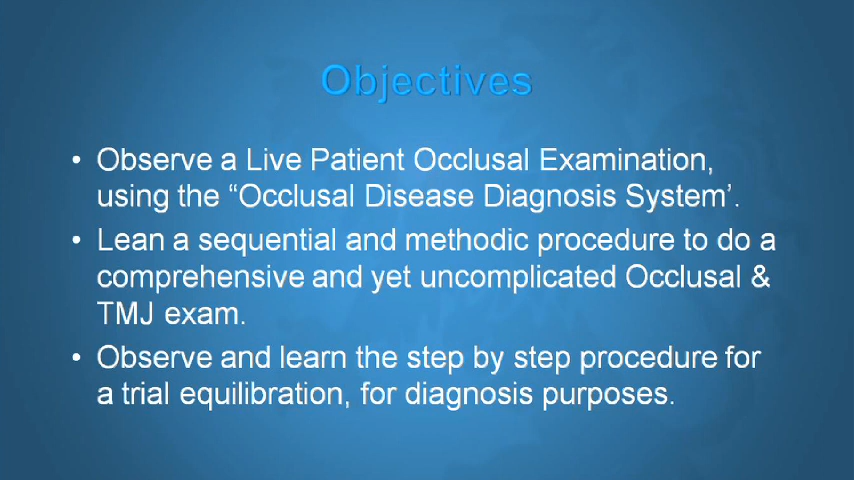 Objectives
• Observe a Live Patient Occlusal Examination,
using the “Occlusal Disease Diagnosis System’.
• Lean a sequential and methodic procedure to do a
comprehensive and yet uncomplicated Occlusal &
TMJ exam.
• Observe and learn the step by step procedure for
a trial equilibration, for diagnosis purposes.